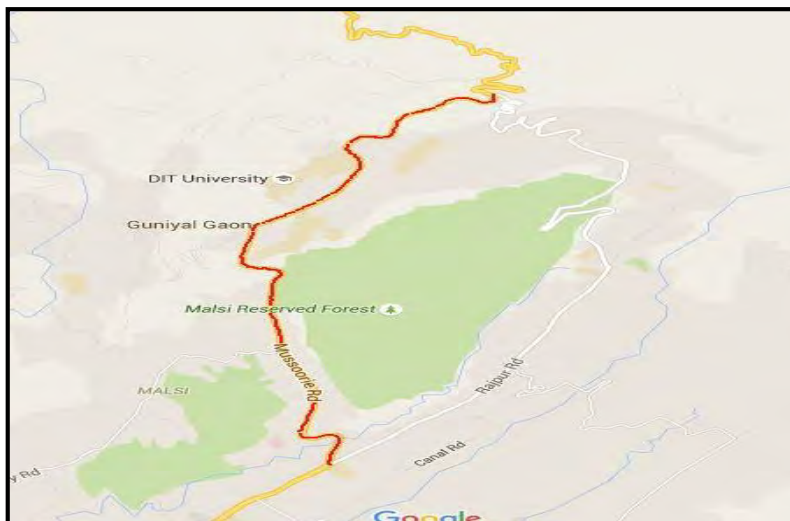 DIT University
Guniyal Gaon
Malsi Reserved Forest
Mussoorie Rd
MALSI
Rajpur Rd
Canal Rd
y Rd
Google